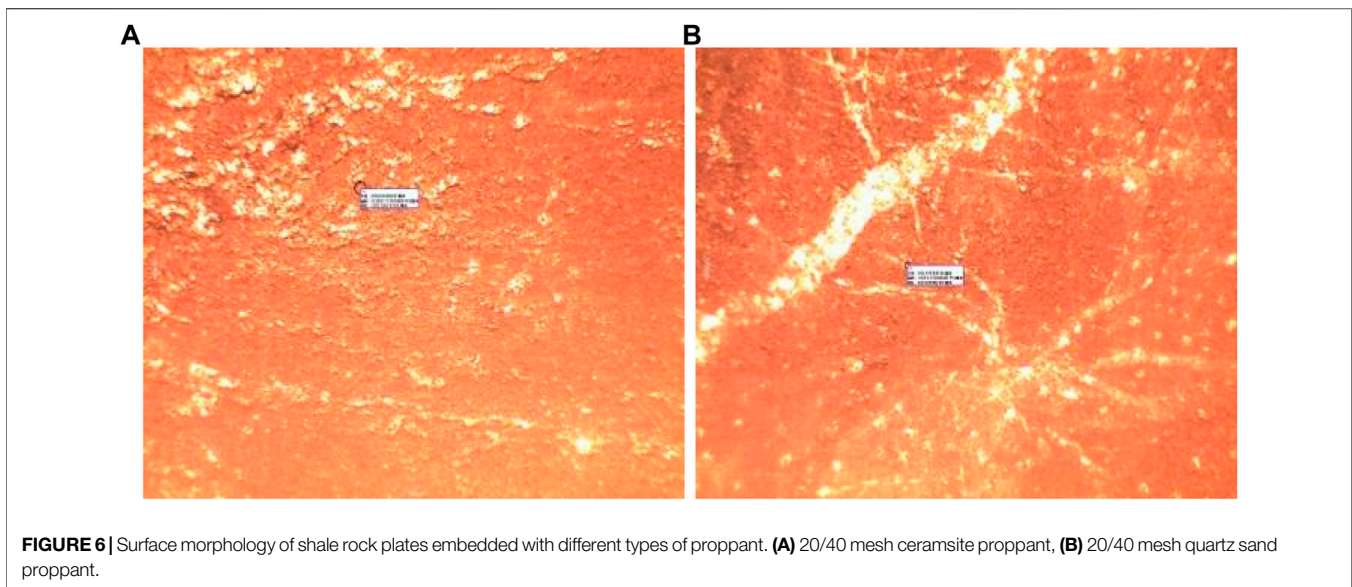 A
B
FIGURE 6 | Surface morphology of shale rock plates embedded with different types of proppant. (A) 20/40 mesh ceramsite proppant, (B) 20/40 mesh quartz sand
proppant.